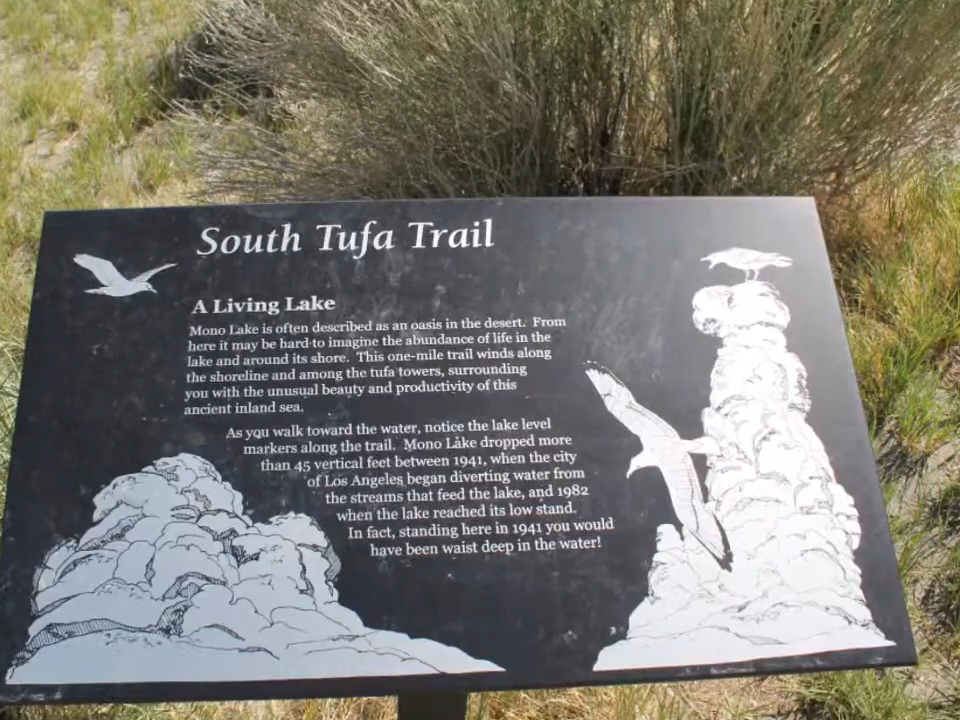 South Tufa Trail
A Living Lake
Mono Lake is often described as an oasis in the desert. From
here it may be hard to imagine the abundance of life in the
lake and around its shore. This one-mile trail winds along
the shoreline and among the tufa towers, surrounding
you with the unusual beauty and productivity of this
ancient inland sea.
As you walk toward the water, notice the lake level
markers along the trail. Mono Lake dropped more
than 45 vertical feet between 1941, when the city
of Los Angeles began diverting water from
the streams that feed the lake, and 1982
when the lake reached its low stand.
In fact, standing here in 1941 you would
have been waist deep in the water!